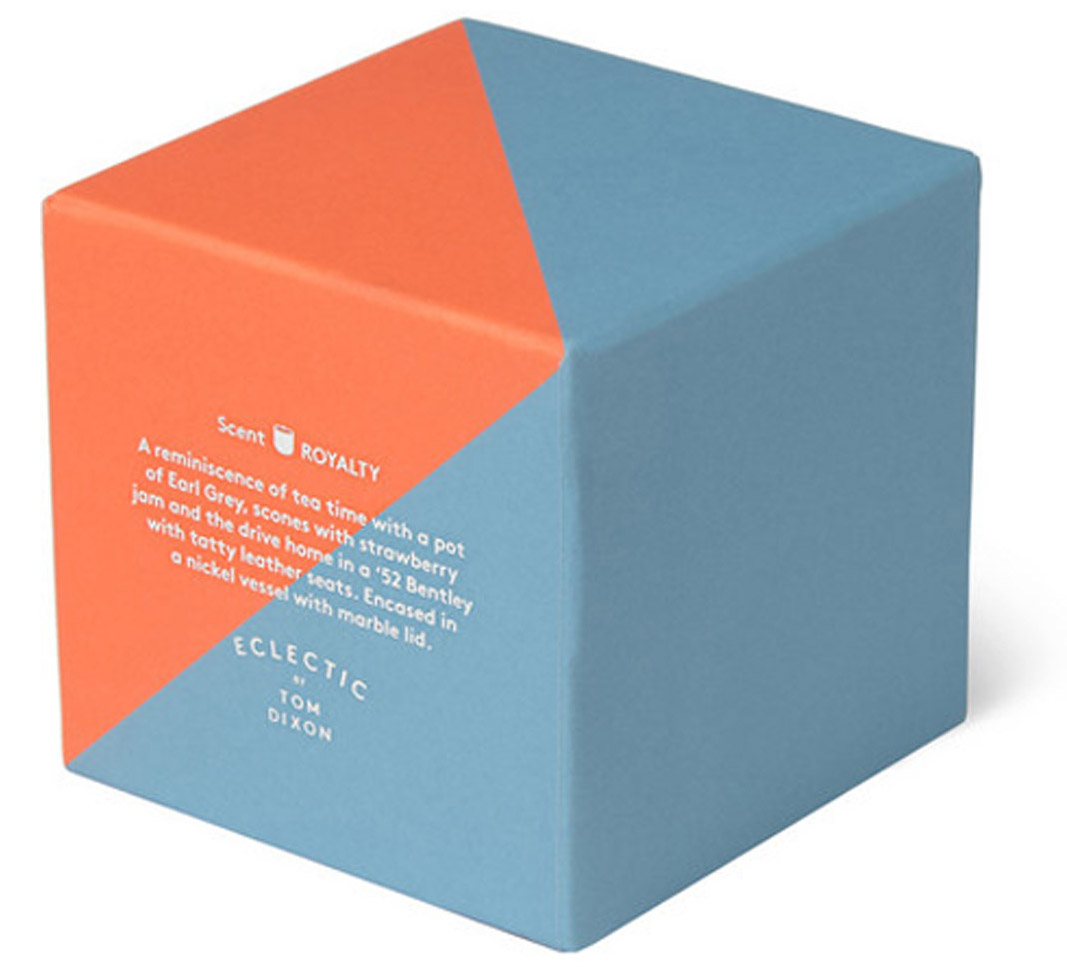 Scent ROYALTY
A reminiscence of tea time with a pot
of Earl Grey, scones with strawberry
jam and the drive home in a '52 Bentley
with tatty leather seats. Encased in
a nickel vessel with marble lid.
ECLECTIC
BY
TOM
DIXON